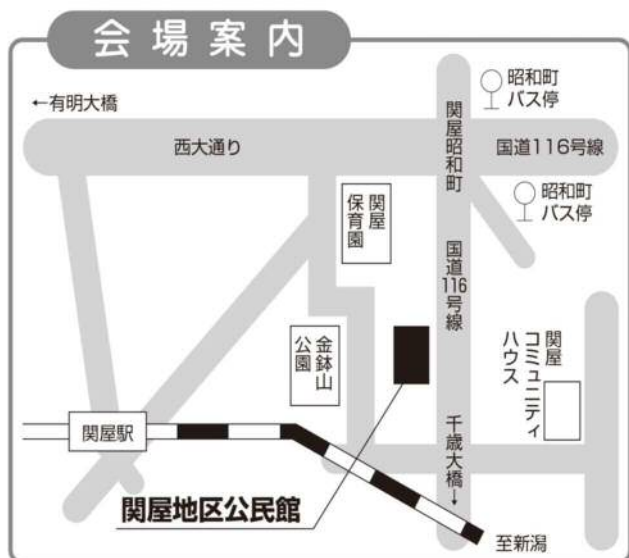 会場案内
←有明大橋
西大通り
関屋昭和町
国道116号線
昭和町
バス停
昭和町
バス停
関屋
保育園
国道116号線
金鉢山
公園
関屋
コミュニティ
ハウス
関屋駅
千歳大橋→
関屋地区公民館
至新潟